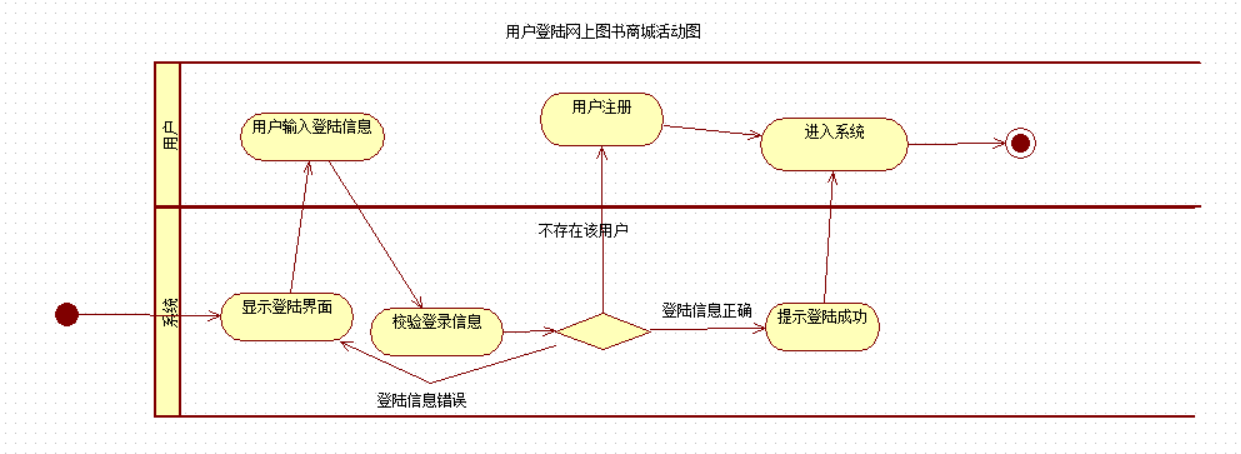 用户登陆网上图书商城活动图
用户
用户输入登陆信息
用户注册
进入系统
不存在该用户
系统
显示登陆界面
校验登录信息
登陆信息正确
提示登陆成功
登陆信息错误